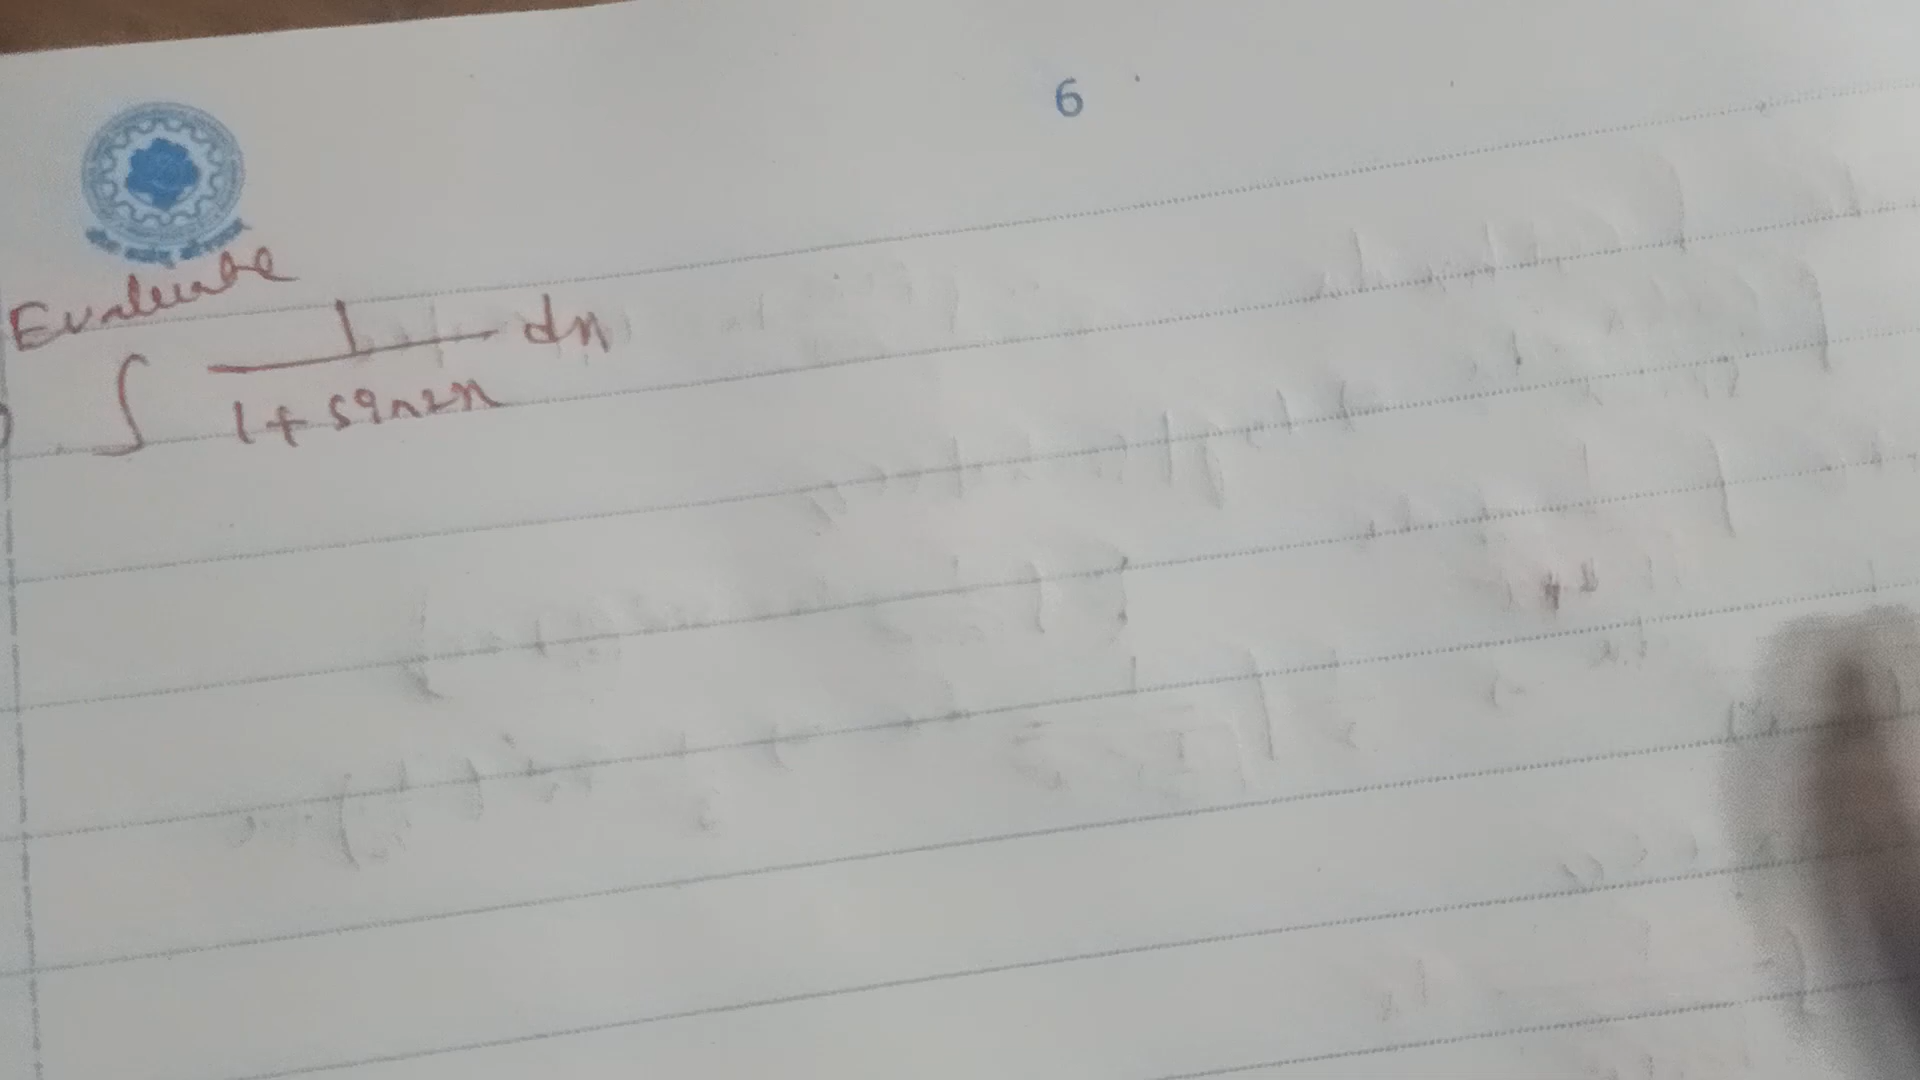 6
Evaluate
∫ 1/(1+sin2x) dx